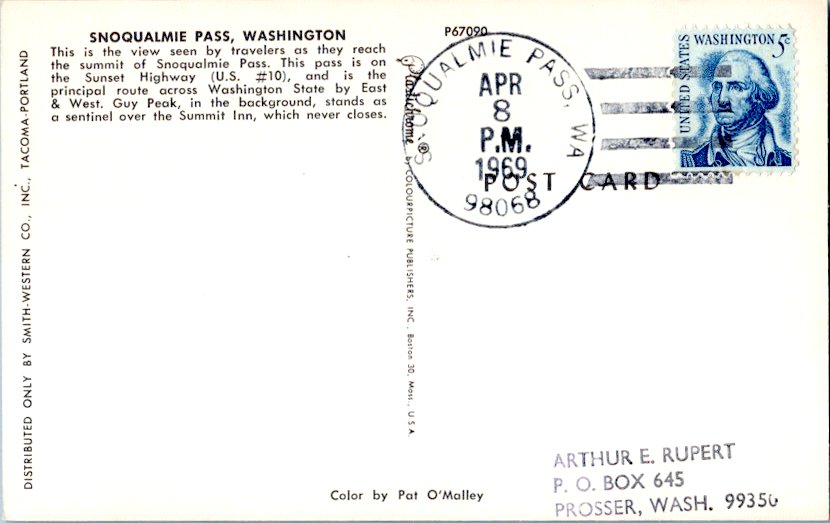 SNOQUALMIE PASS, WASHINGTON
This is the view seen by travelers as they reach
the summit of Snoqualmie Pass. This pass is on
the Sunset Highway (U.S. #10), and is the
principal route across Washington State by East
& West. Guy Peak, in the background, stands as
a sentinel over the Summit Inn, which never closes.
DISTRIBUTED ONLY BY SMITH-WESTERN CO., INC., TACOMA-PORTLAND
P67090
Plastichrome ® by COLOURPICTURE PUBLISHERS, INC., Boston 30, Mass., U.S.A.
SNOQUALMIE PASS, WA
APR
8
P.M.
1969
98068
POST CARD
UNITED STATES
WASHINGTON 5c
Color by Pat O'Malley
ARTHUR E. RUPERT
P. O. BOX 645
PROSSER, WASH. 99350